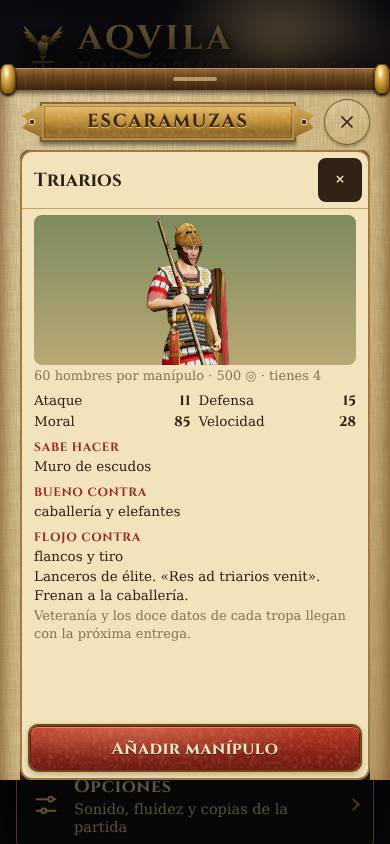 AQVILA
ESCARAMUZAS
×
TRIARIOS
×
60 hombres por manípulo · 500 ◎ · tienes 4
Ataque 11 Defensa 15
Moral 85 Velocidad 28
SABE HACER
Muro de escudos
BUENO CONTRA
caballería y elefantes
FLOJO CONTRA
flancos y tiro
Lanceros de élite. «Res ad triarios venit».
Frenan a la caballería.
Veteranía y los doce datos de cada tropa llegan
con la próxima entrega.
AÑADIR MANÍPULO
OPCIONES
Sonido, fluidez y copias de la
partida